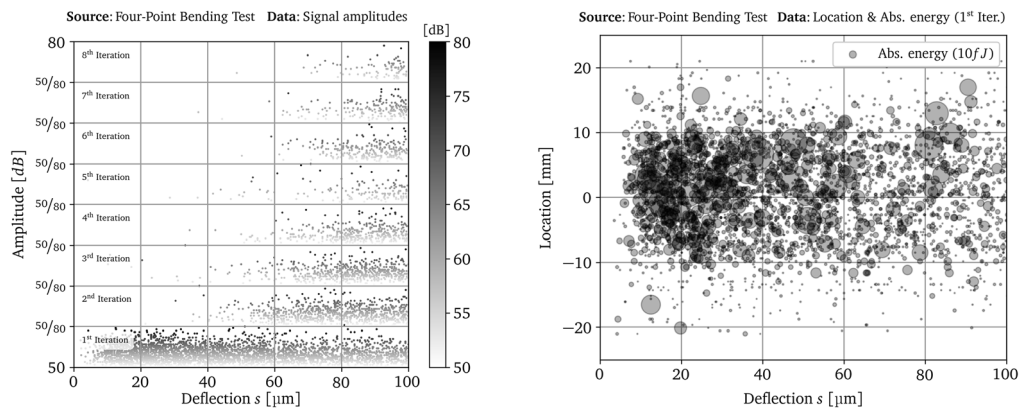 Source: Four-Point Bending Test Data: Signal amplitudes
[dB]
80
8th Iteration
50/80
7th Iteration
50/80
6th Iteration
50/80
5th Iteration
50/80
4th Iteration
50/80
3rd Iteration
50/80
2nd Iteration
50/80
1st Iteration
50
Amplitude [dB]
0 20 40 60 80 100
Deflection s [μm]
80
75
70
65
60
55
50
Source: Four-Point Bending Test Data: Location & Abs. energy (1st Iter.)
Abs. energy (10fJ)
20
10
0
−10
−20
Location [mm]
0 20 40 60 80 100
Deflection s [μm]